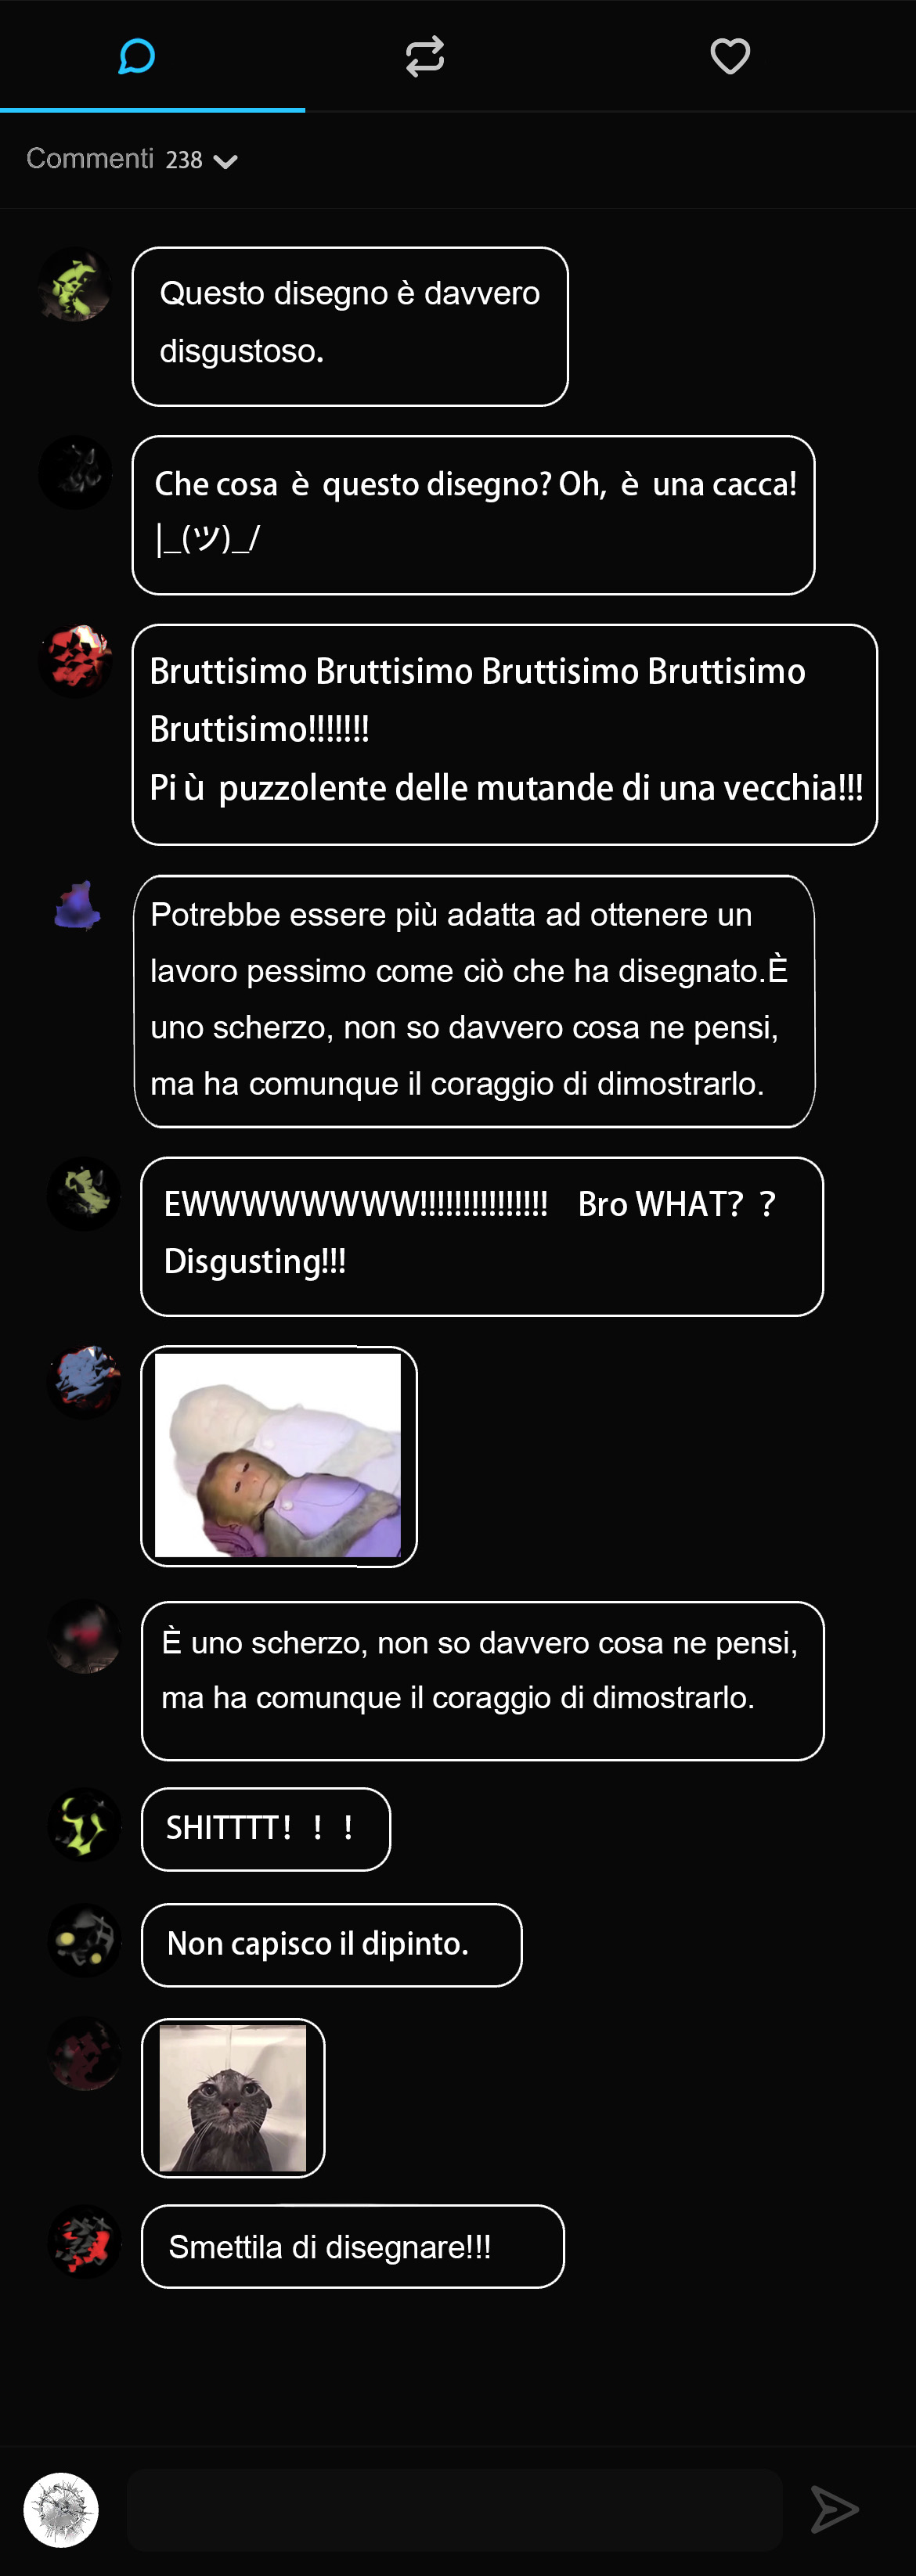 Commenti 238
Questo disegno è davvero
disgustoso.
Che cosa è questo disegno? Oh, è una cacca!
|_(ツ)_/
Bruttisimo Bruttisimo Bruttisimo Bruttisimo
Bruttisimo!!!!!!!
Pi ù puzzolente delle mutande di una vecchia!!!
Potrebbe essere più adatta ad ottenere un
lavoro pessimo come ciò che ha disegnato.È
uno scherzo, non so davvero cosa ne pensi,
ma ha comunque il coraggio di dimostrarlo.
EWWWWWWWW!!!!!!!!!!!!!!! Bro WHAT? ?
Disgusting!!!
È uno scherzo, non so davvero cosa ne pensi,
ma ha comunque il coraggio di dimostrarlo.
SHITTTT! ! !
Non capisco il dipinto.
Smettila di disegnare!!!